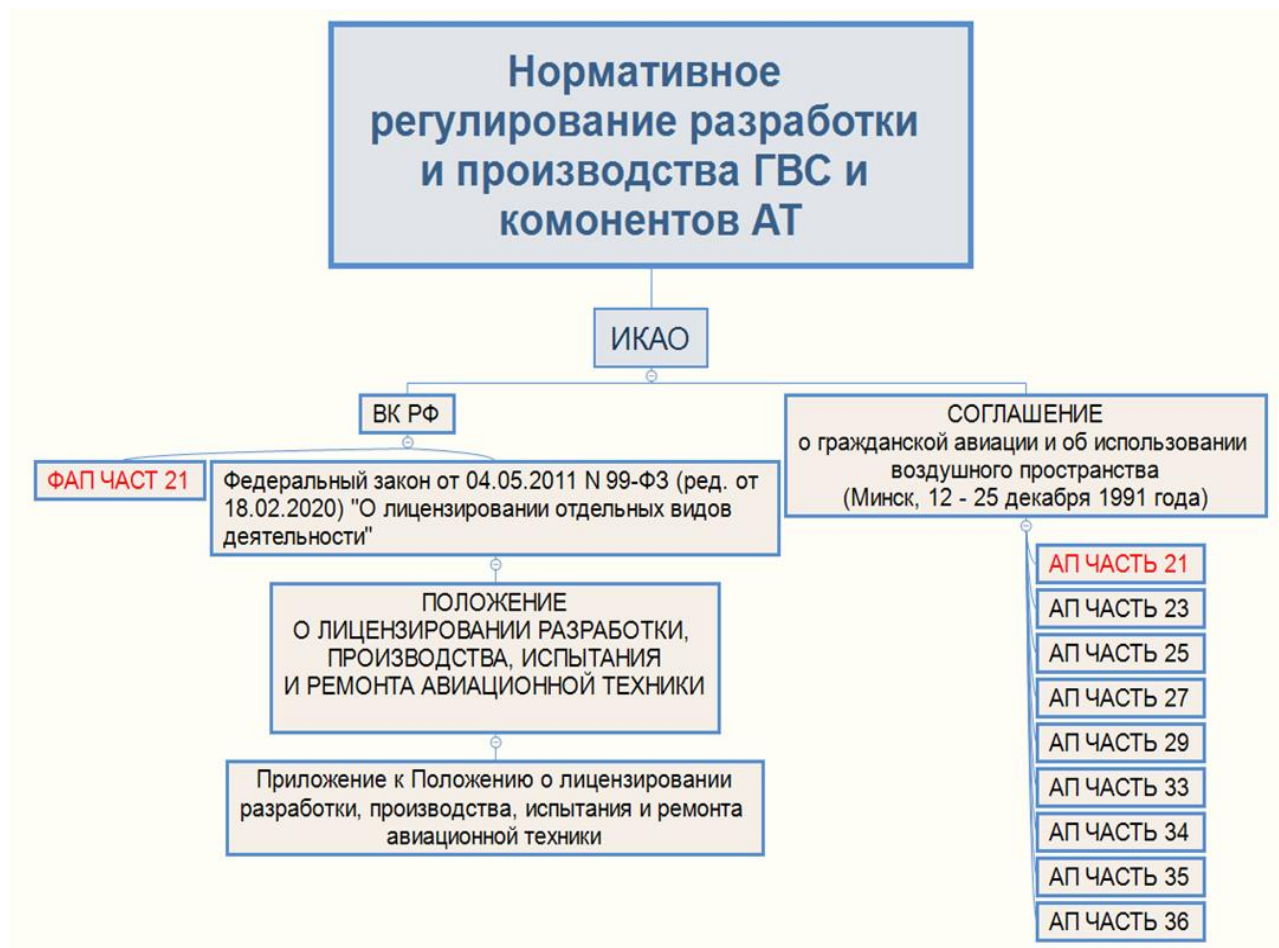 Нормативное
регулирование разработки
и производства ГВС и
комонентов АТ
ИКАО
ВК РФ
ФАП ЧАСТ 21
Федеральный закон от 04.05.2011 N 99-ФЗ (ред. от
18.02.2020) "О лицензировании отдельных видов
деятельности"
ПОЛОЖЕНИЕ
О ЛИЦЕНЗИРОВАНИИ РАЗРАБОТКИ,
ПРОИЗВОДСТВА, ИСПЫТАНИЯ
И РЕМОНТА АВИАЦИОННОЙ ТЕХНИКИ
Приложение к Положению о лицензировании
разработки, производства, испытания и ремонта
авиационной техники
СОГЛАШЕНИЕ
о гражданской авиации и об использовании
воздушного пространства
(Минск, 12 - 25 декабря 1991 года)
АП ЧАСТЬ 21
АП ЧАСТЬ 23
АП ЧАСТЬ 25
АП ЧАСТЬ 27
АП ЧАСТЬ 29
АП ЧАСТЬ 33
АП ЧАСТЬ 34
АП ЧАСТЬ 35
АП ЧАСТЬ 36